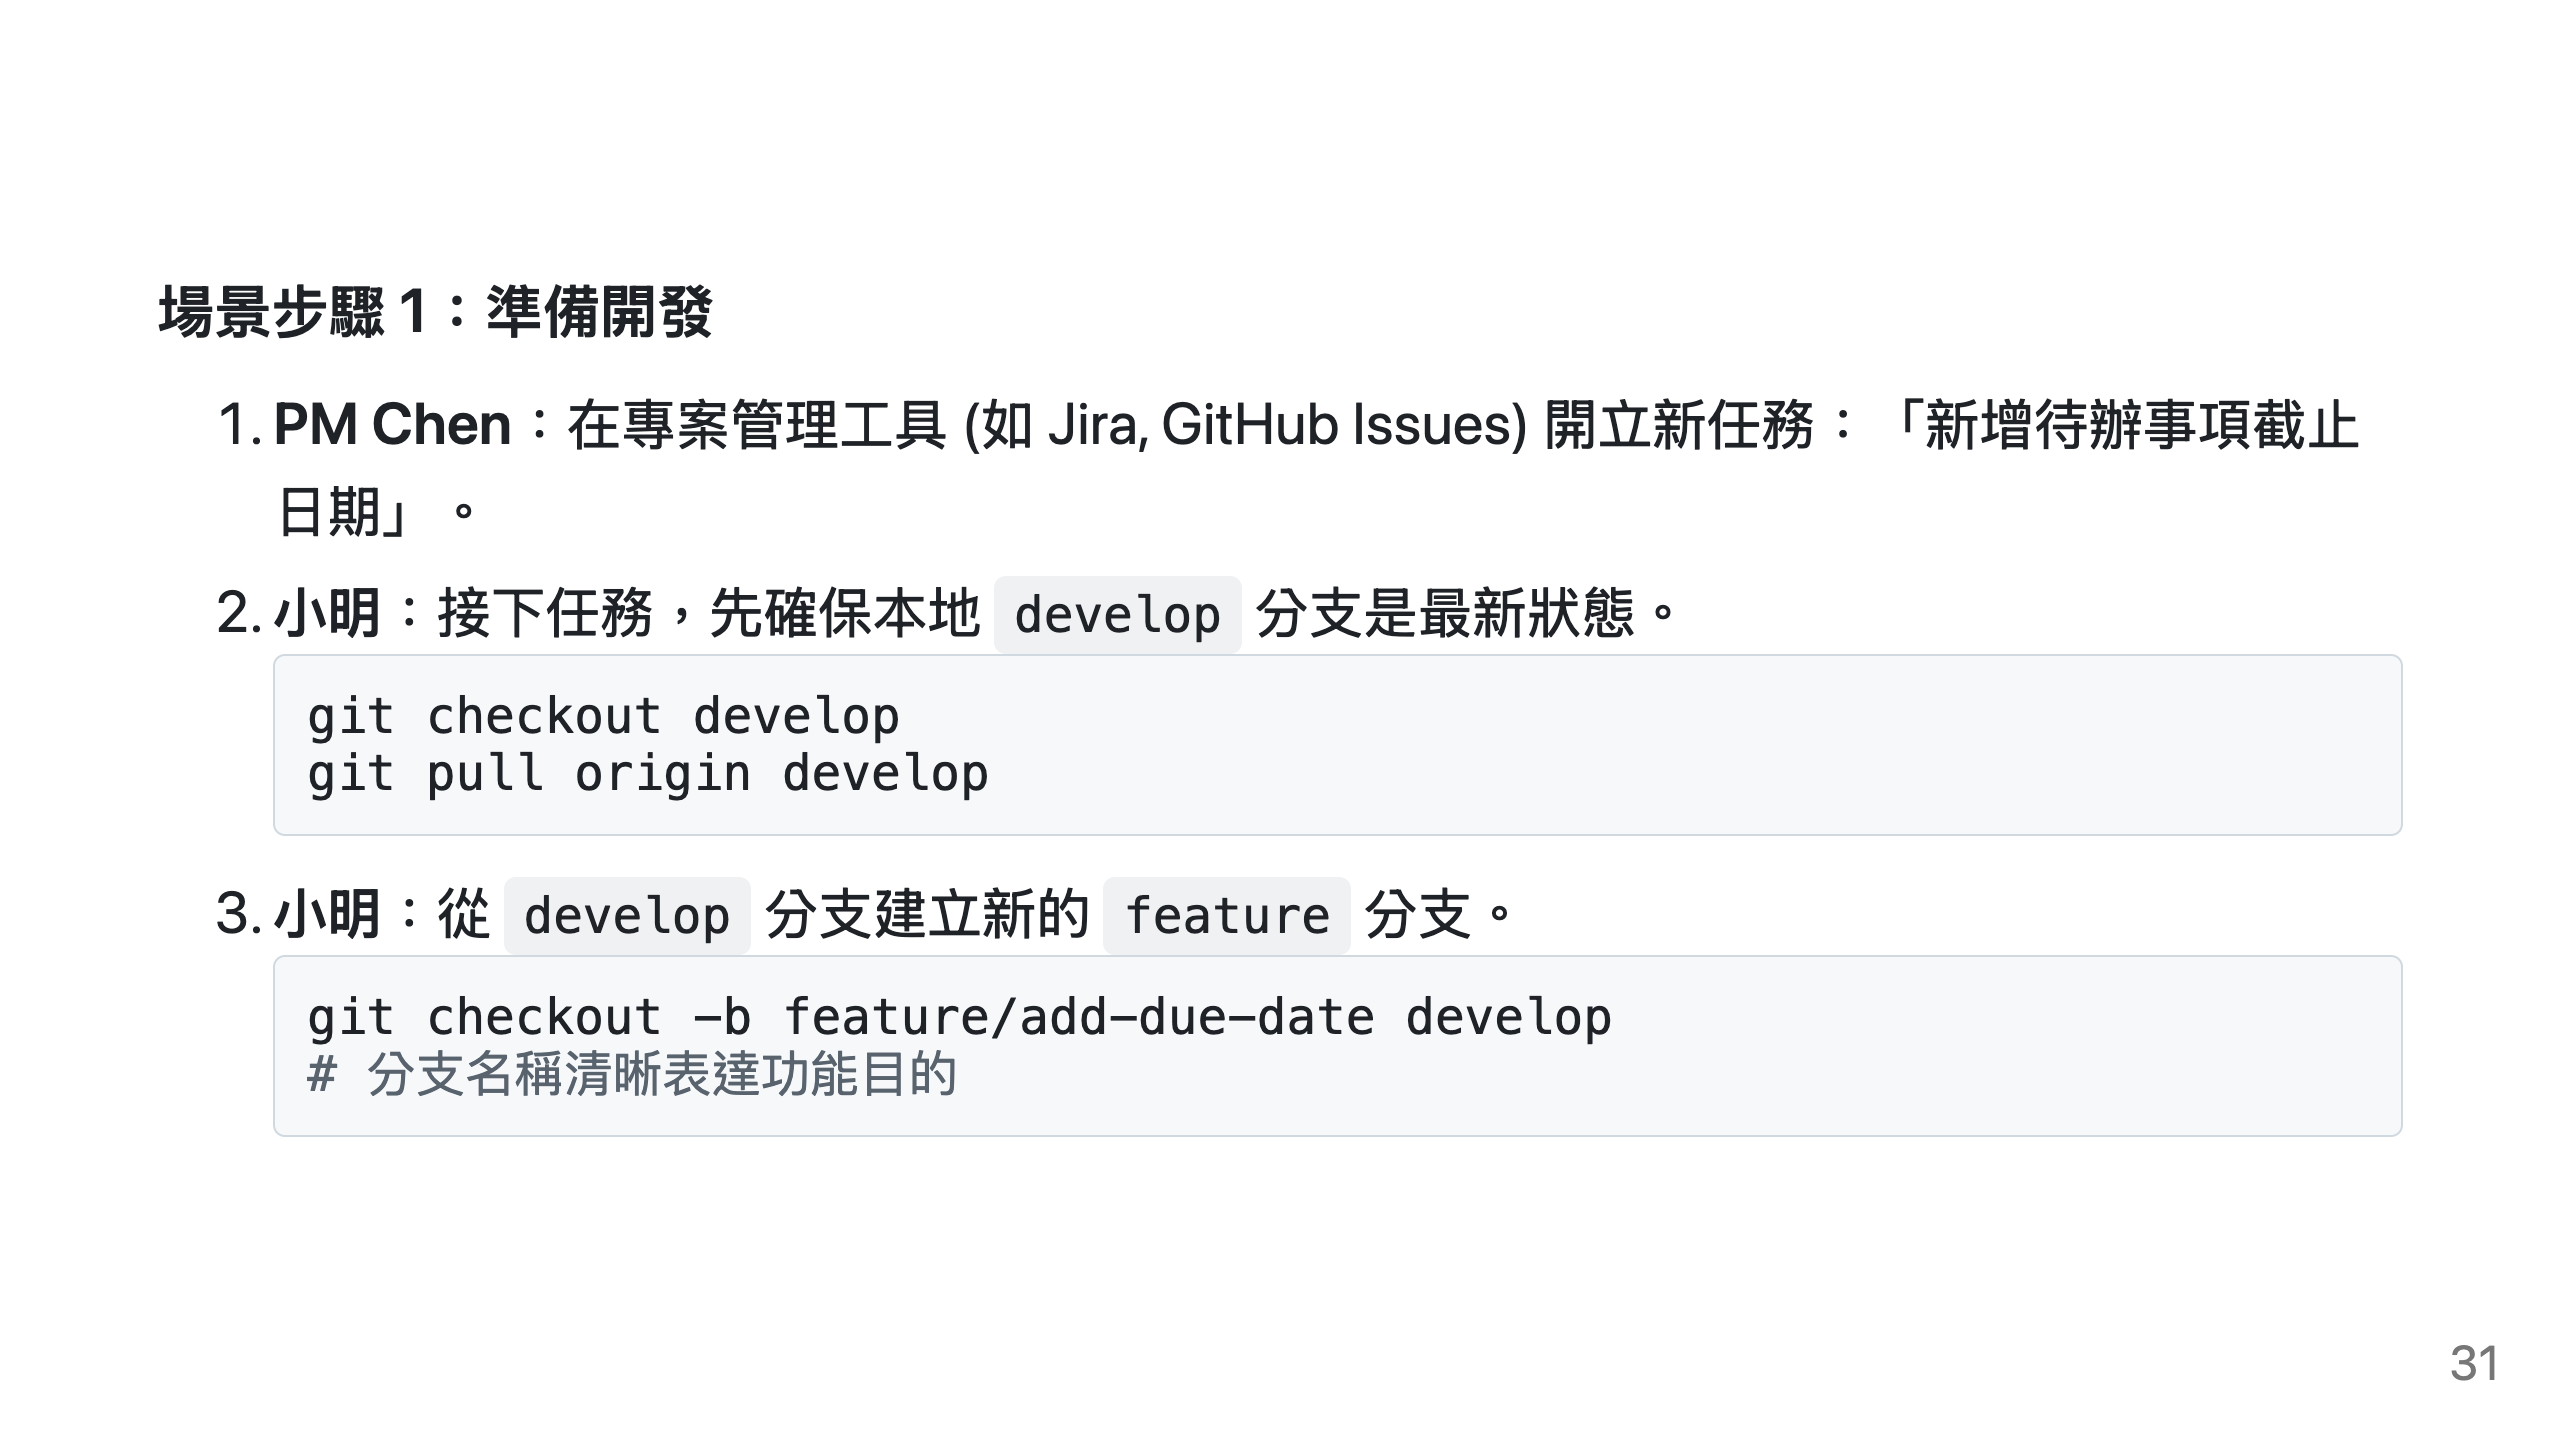 場景步驟 1：準備開發
1. PM Chen：在專案管理工具 (如 Jira, GitHub Issues) 開立新任務：「新增待辦事項截止
日期」。
2. 小明：接下任務，先確保本地 develop 分支是最新狀態。
git checkout develop
git pull origin develop
3. 小明：從 develop 分支建立新的 feature 分支。
git checkout -b feature/add-due-date develop
# 分支名稱清晰表達功能目的
31